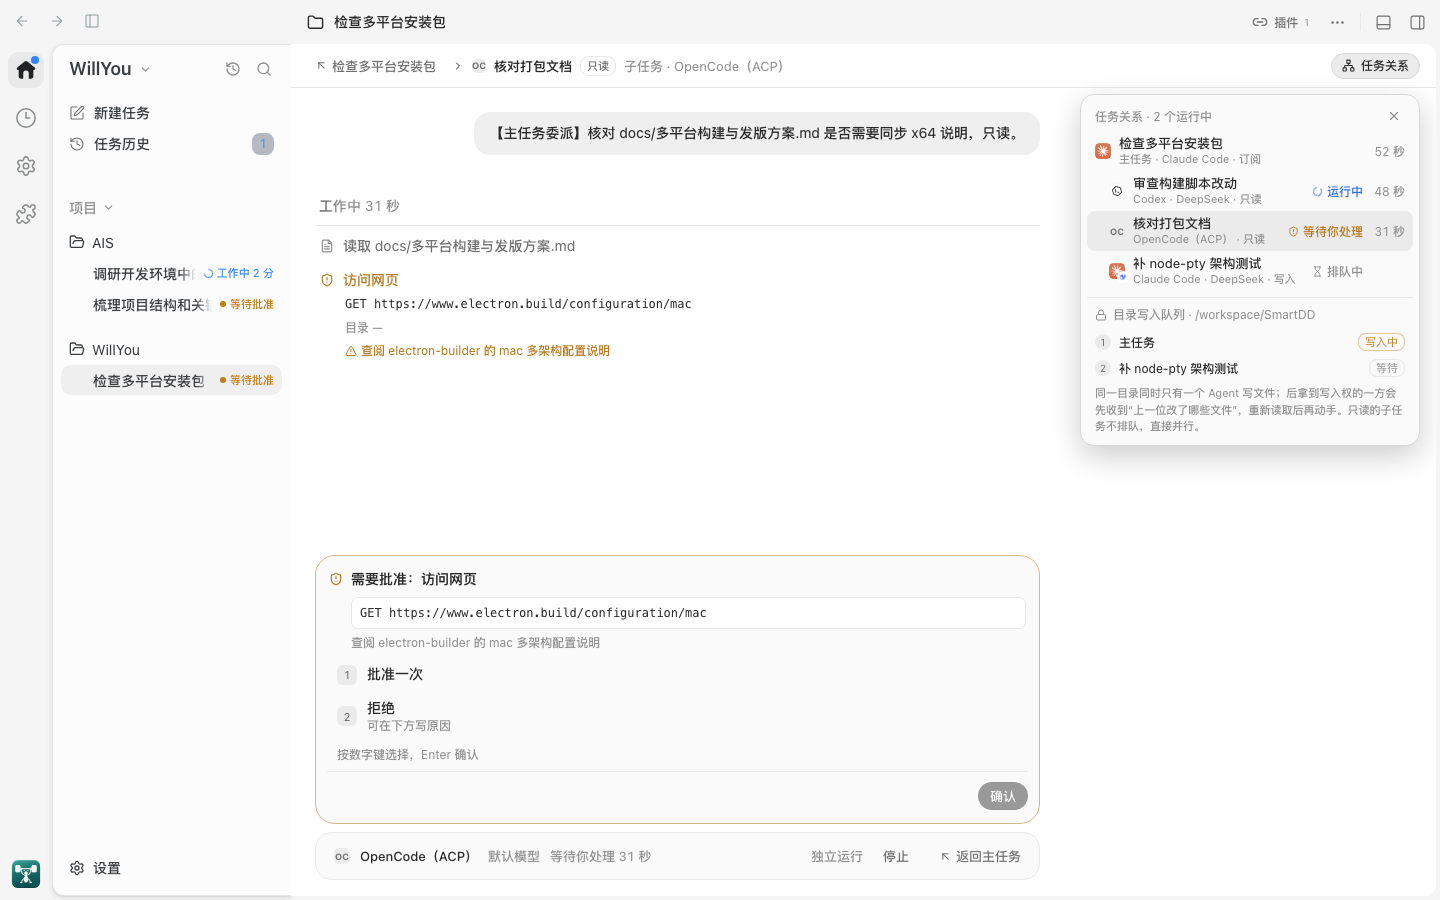 检查多平台安装包
插件 1
WillYou
新建任务
任务历史
1
项目
AIS
调研开发环境中
工作中 2 分
梳理项目结构和关
等待批准
WillYou
检查多平台安装包
等待批准
设置
检查多平台安装包
OC 核对打包文档 只读 子任务 · OpenCode（ACP）
任务关系
【主任务委派】核对 docs/多平台构建与发版方案.md 是否需要同步 x64 说明，只读。
工作中 31 秒
读取 docs/多平台构建与发版方案.md
访问网页
GET https://www.electron.build/configuration/mac
目录 —
查阅 electron-builder 的 mac 多架构配置说明
需要批准：访问网页
GET https://www.electron.build/configuration/mac
查阅 electron-builder 的 mac 多架构配置说明
1 批准一次
2 拒绝
可在下方写原因
按数字键选择，Enter 确认
确认
OC OpenCode（ACP） 默认模型 等待你处理 31 秒 独立运行 停止 返回主任务
任务关系 · 2 个运行中
检查多平台安装包
主任务 · Claude Code · 订阅
52 秒
审查构建脚本改动
Codex · DeepSeek · 只读
运行中 48 秒
OC 核对打包文档
OpenCode（ACP） · 只读
等待你处理 31 秒
补 node-pty 架构测试
Claude Code · DeepSeek · 写入
排队中
目录写入队列 · /workspace/SmartDD
1 主任务 写入中
2 补 node-pty 架构测试 等待
同一目录同时只有一个 Agent 写文件；后拿到写入权的一方会
先收到“上一位改了哪些文件”，重新读取后再动手。只读的子任
务不排队，直接并行。